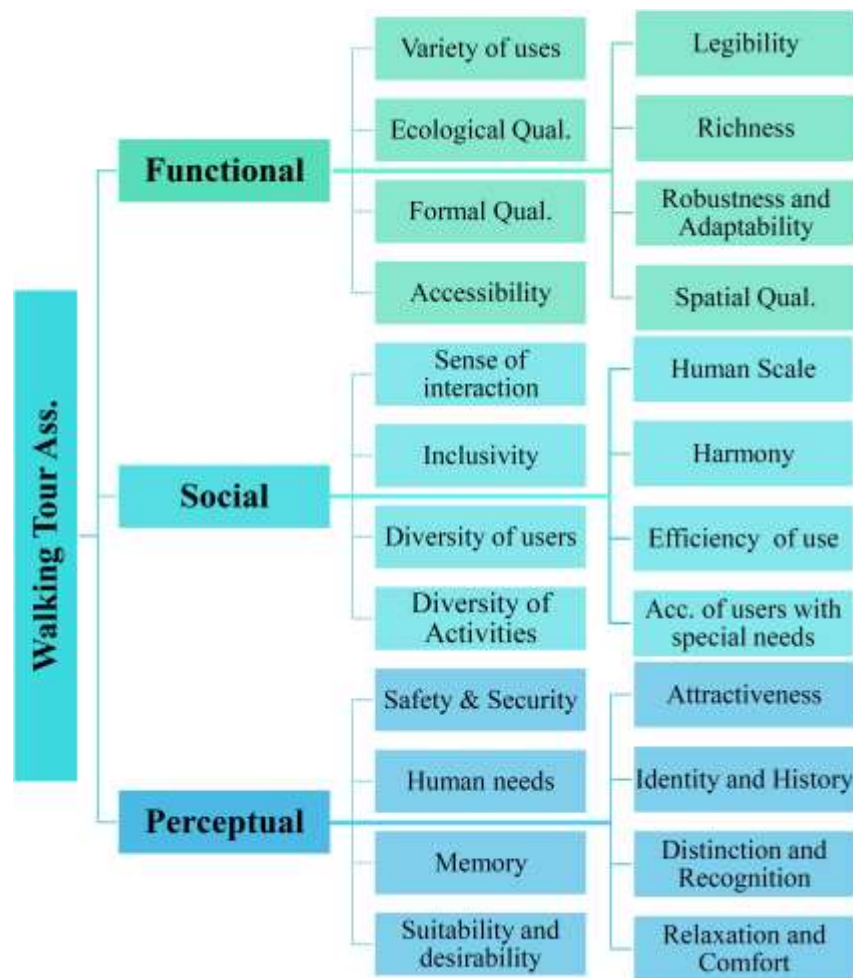 Walking Tour Ass.
Functional
Variety of uses
Ecological Qual.
Formal Qual.
Accessibility
Legibility
Richness
Robustness and
Adaptability
Spatial Qual.
Social
Sense of
interaction
Inclusivity
Diversity of users
Diversity of
Activities
Human Scale
Harmony
Efficiency of use
Acc. of users with
special needs
Perceptual
Safety & Security
Human needs
Memory
Suitability and
desirability
Attractiveness
Identity and History
Distinction and
Recognition
Relaxation and
Comfort